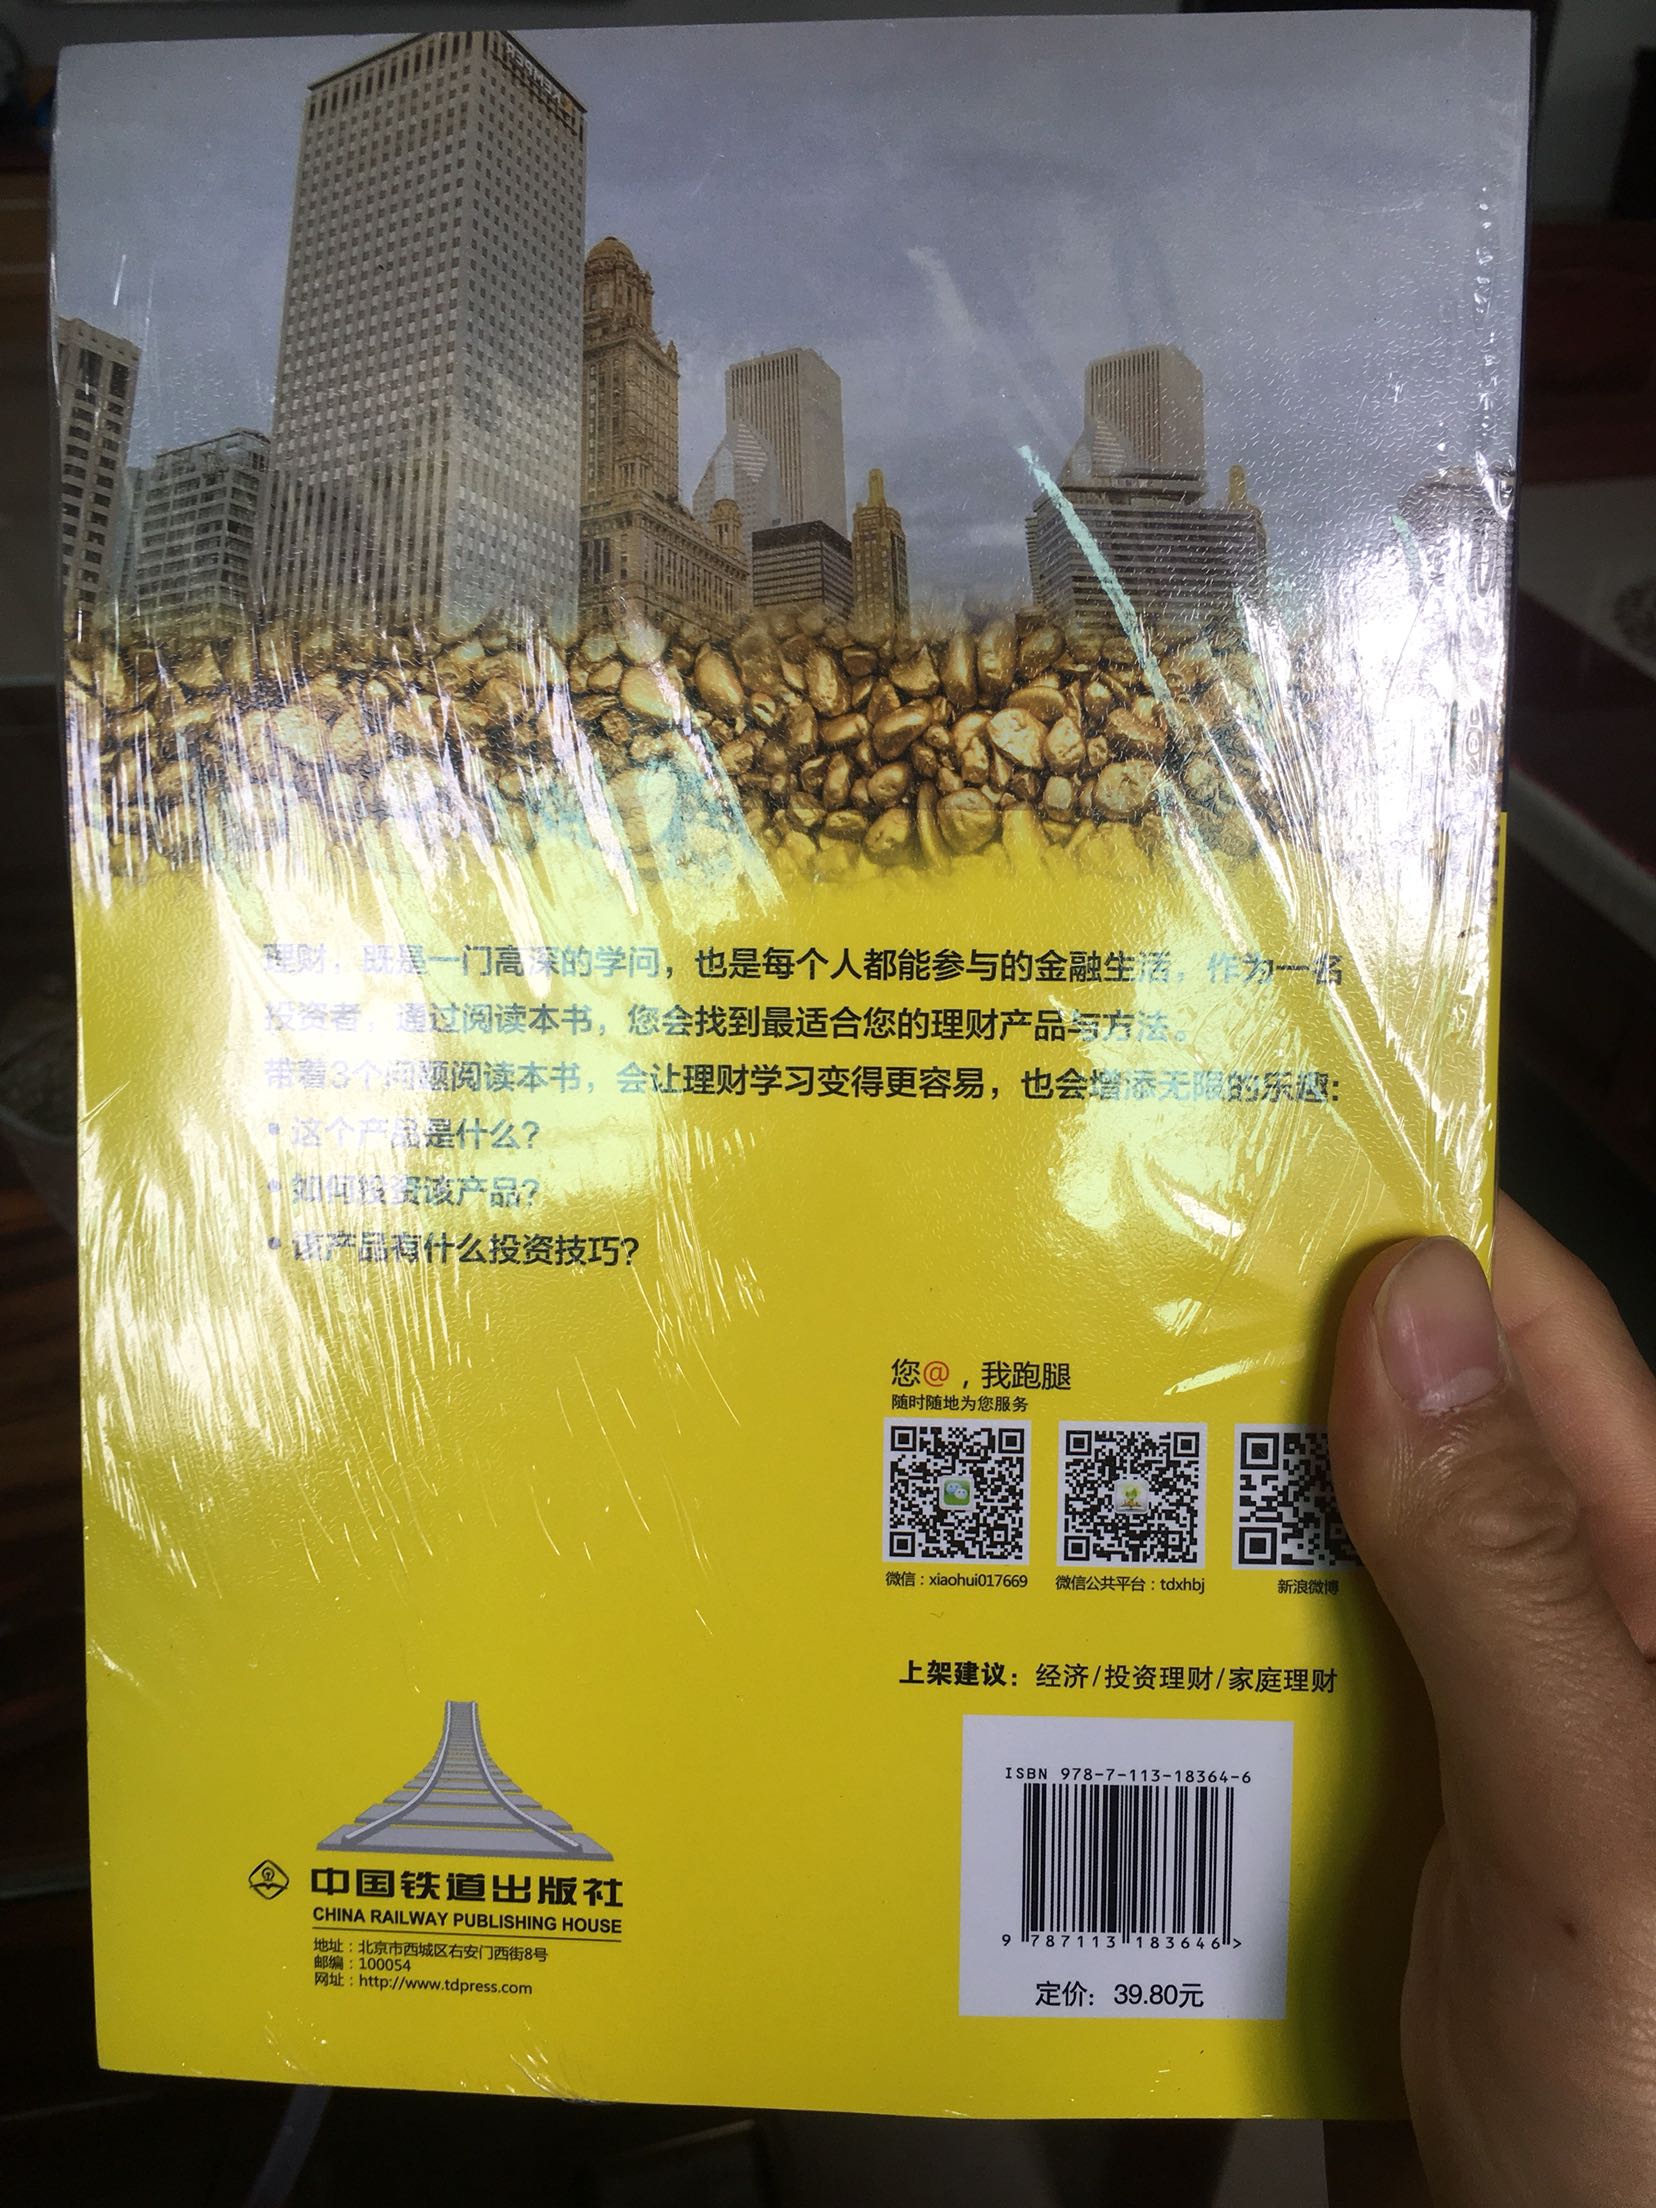 理财，既是一门高深的学问，也是每个人都能参与的金融生活，作为一名
投资者，通过阅读本书，您会找到最适合您的理财产品与方法。
带着3个问题阅读本书，会让理财学习变得更容易，也会增添无限的乐趣：
• 这个产品是什么？
• 如何投资该产品？
• 该产品有什么投资技巧？
您@，我跑腿
随时随地为您服务
微信：xiaohui017669
微信公共平台：tdxhbj
新浪微博
上架建议：经济/投资理财/家庭理财
ISBN 978-7-113-18364-6
9 787113 183646 >
定价：39.80元
中国铁道出版社
CHINA RAILWAY PUBLISHING HOUSE
地址：北京市西城区右安门西街8号
邮编：100054
网址：http://www.tdpress.com